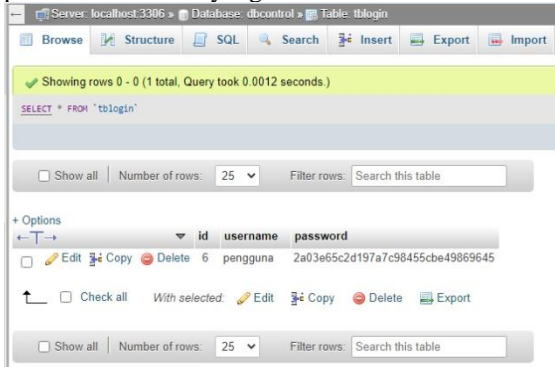 Server: localhost:3306 » Database: dbcontrol » Table: tblogin
Browse Structure SQL Search Insert Export Import
Showing rows 0 - 0 (1 total, Query took 0.0012 seconds.)
SELECT * FROM `tblogin`
Show all Number of rows: 25 Filter rows: Search this table
+ Options
←T→ id username password
Edit Copy Delete 6 pengguna 2a03e65c2d197a7c98455cbe49869645
Check all With selected: Edit Copy Delete Export
Show all Number of rows: 25 Filter rows: Search this table